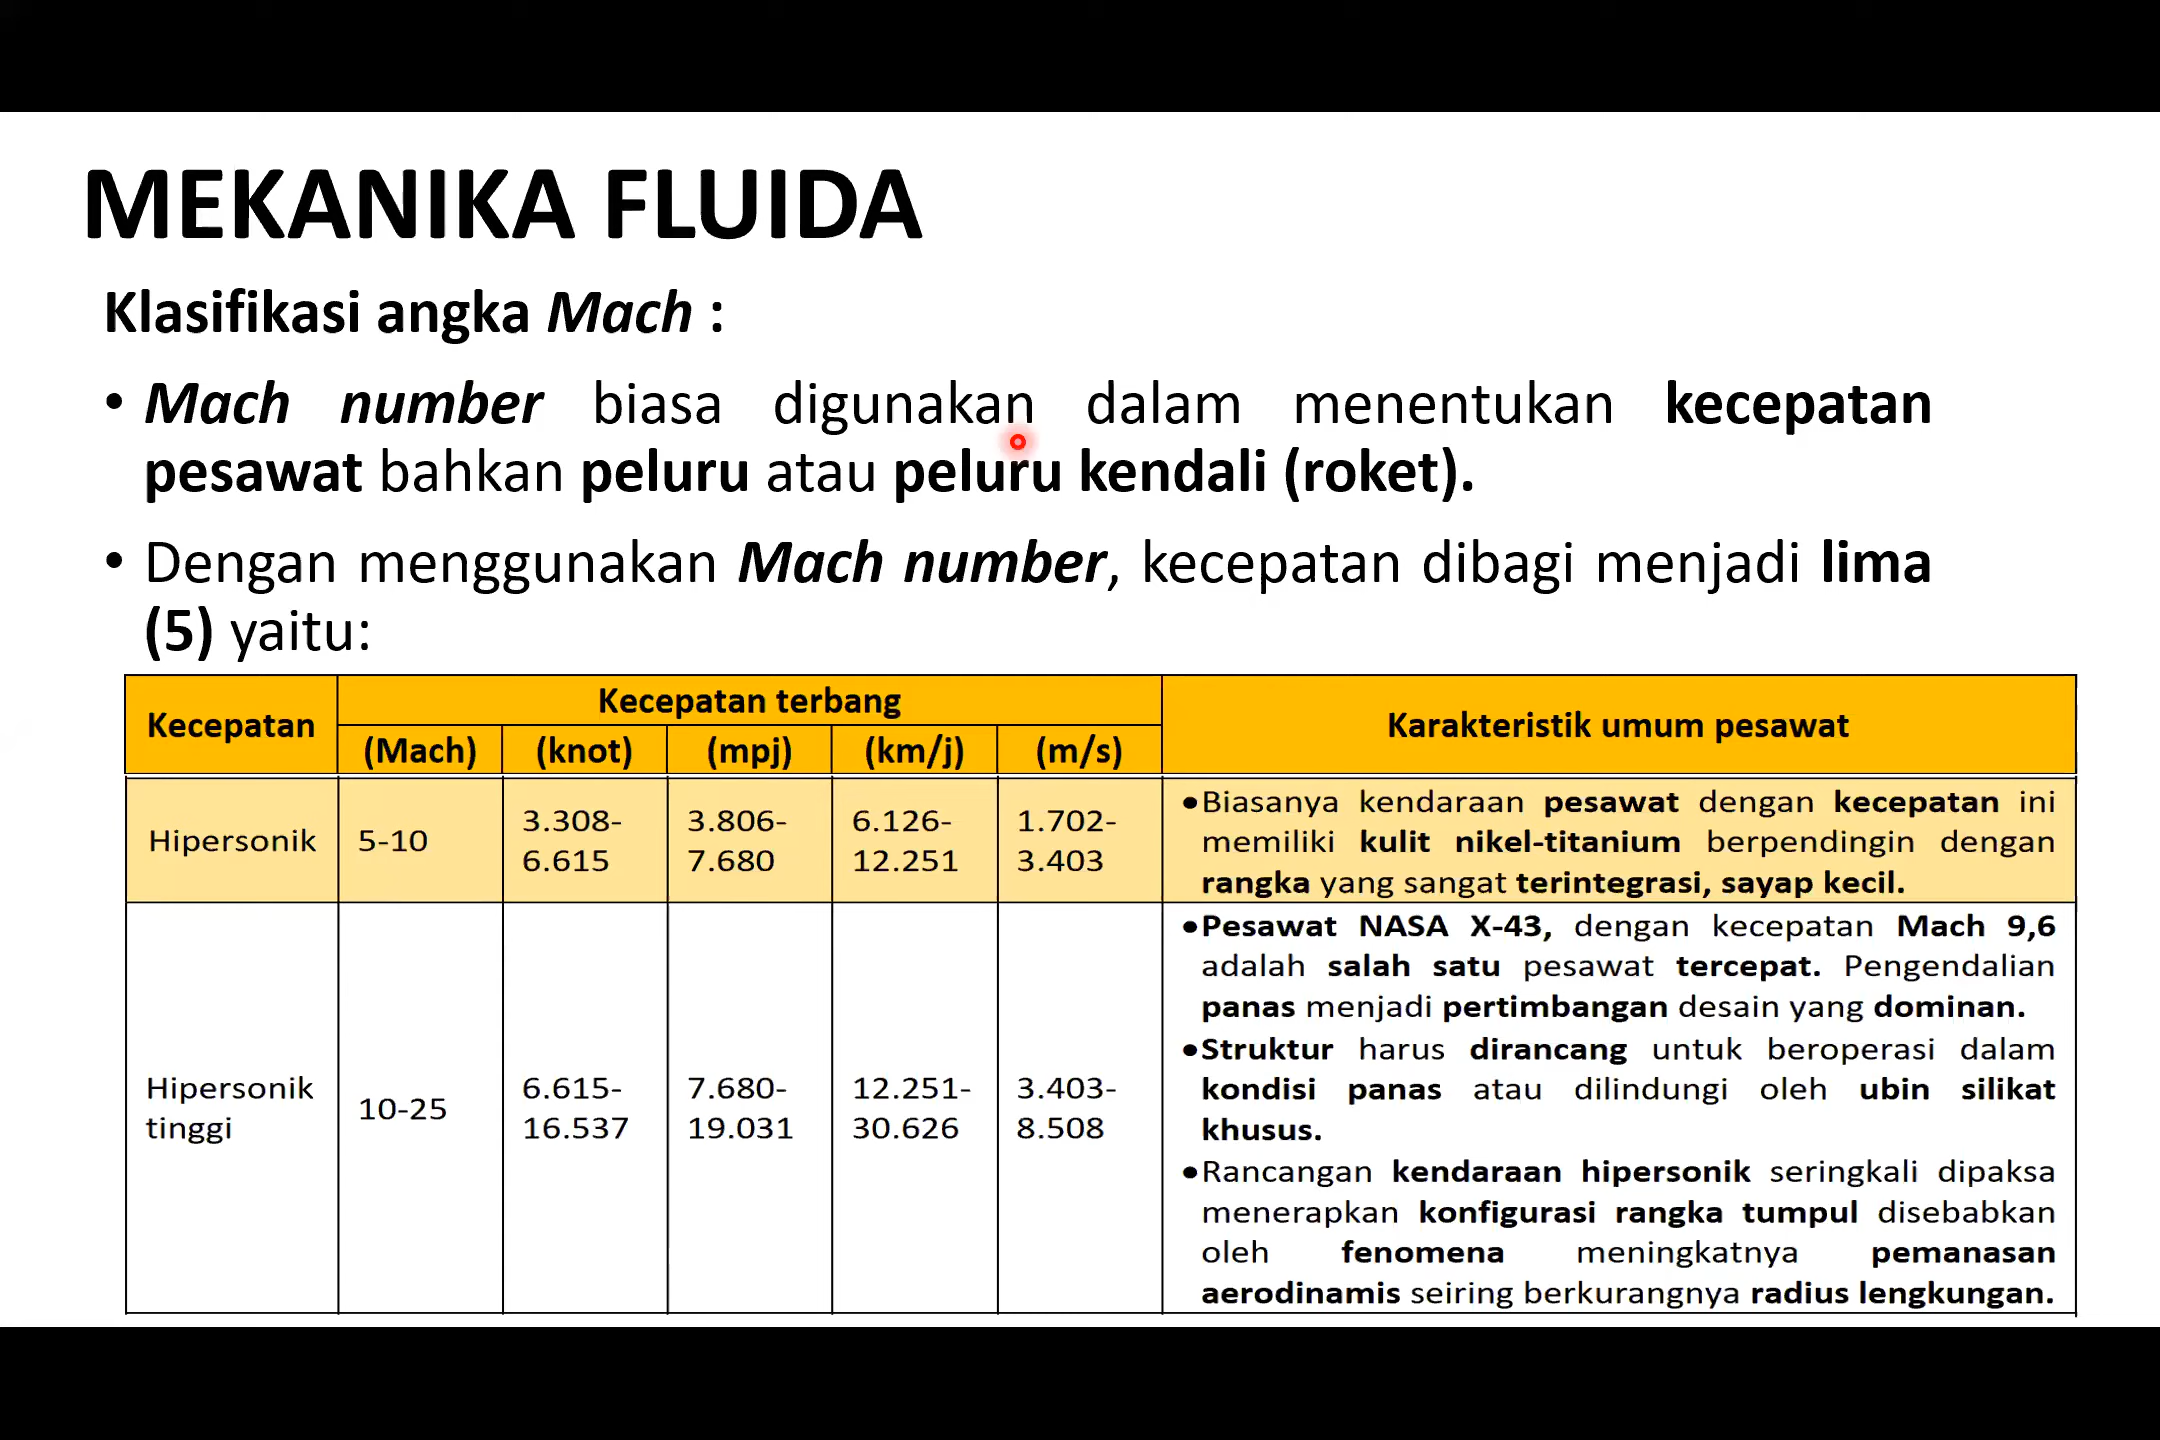 MEKANIKA FLUIDA
Klasifikasi angka Mach :
• Mach number biasa digunakan dalam menentukan kecepatan
pesawat bahkan peluru atau peluru kendali (roket).
• Dengan menggunakan Mach number, kecepatan dibagi menjadi lima
(5) yaitu:
Kecepatan
Kecepatan terbang
(Mach) (knot) (mpj) (km/j) (m/s)
Karakteristik umum pesawat
Hipersonik
5-10
3.308-
6.615
3.806-
7.680
6.126-
12.251
1.702-
3.403
•Biasanya kendaraan pesawat dengan kecepatan ini
memiliki kulit nikel-titanium berpendingin dengan
rangka yang sangat terintegrasi, sayap kecil.
Hipersonik
tinggi
10-25
6.615-
16.537
7.680-
19.031
12.251-
30.626
3.403-
8.508
•Pesawat NASA X-43, dengan kecepatan Mach 9,6
adalah salah satu pesawat tercepat. Pengendalian
panas menjadi pertimbangan desain yang dominan.
•Struktur harus dirancang untuk beroperasi dalam
kondisi panas atau dilindungi oleh ubin silikat
khusus.
•Rancangan kendaraan hipersonik seringkali dipaksa
menerapkan konfigurasi rangka tumpul disebabkan
oleh fenomena meningkatnya pemanasan
aerodinamis seiring berkurangnya radius lengkungan.